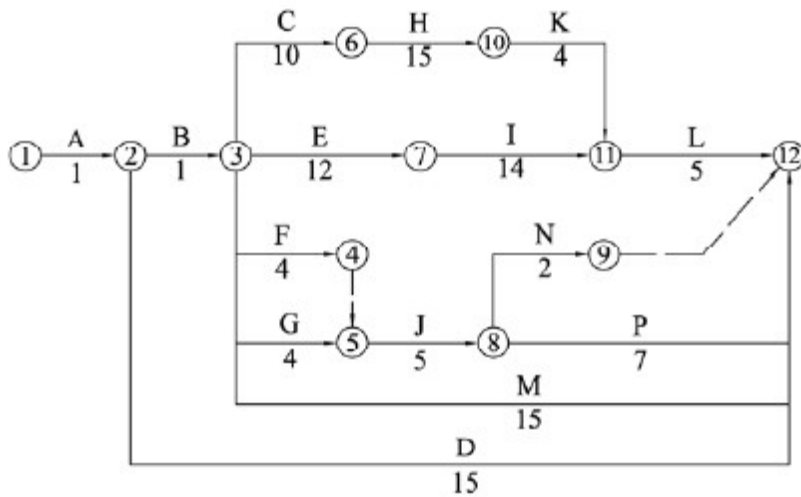 C H K
⑥ ⑩
10 15 4
A B E I L
① ② ③ ⑦ ⑪ ⑫
1 1 12 14 5
F N
④ ⑨
4 2
G J P
⑤ ⑧
4 5 7
M
15
D
15